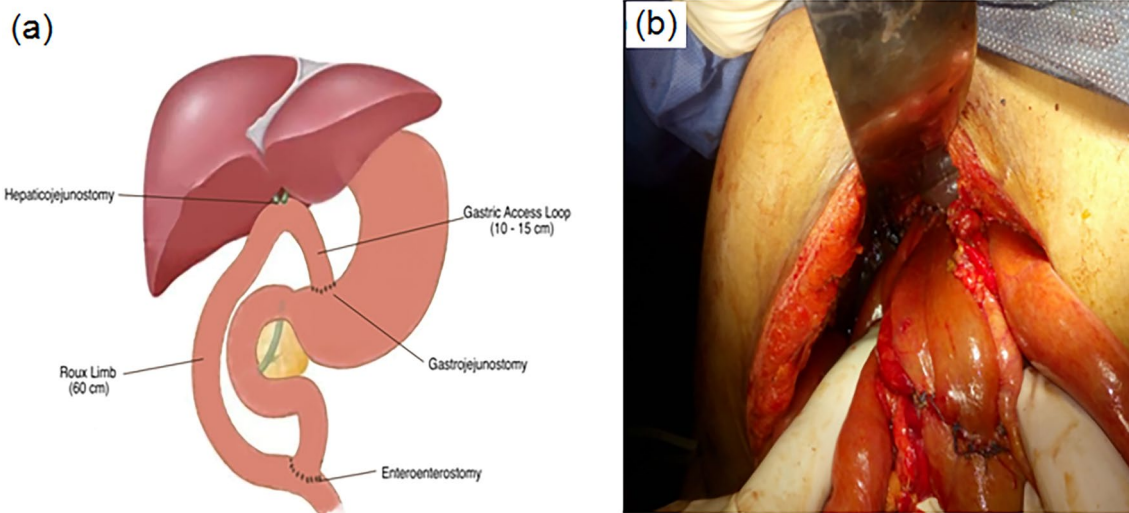 (a)
(b)
Hepaticojejunostomy
Gastric Access Loop
(10 - 15 cm)
Roux Limb
(60 cm)
Gastrojejunostomy
Enteroenterostomy